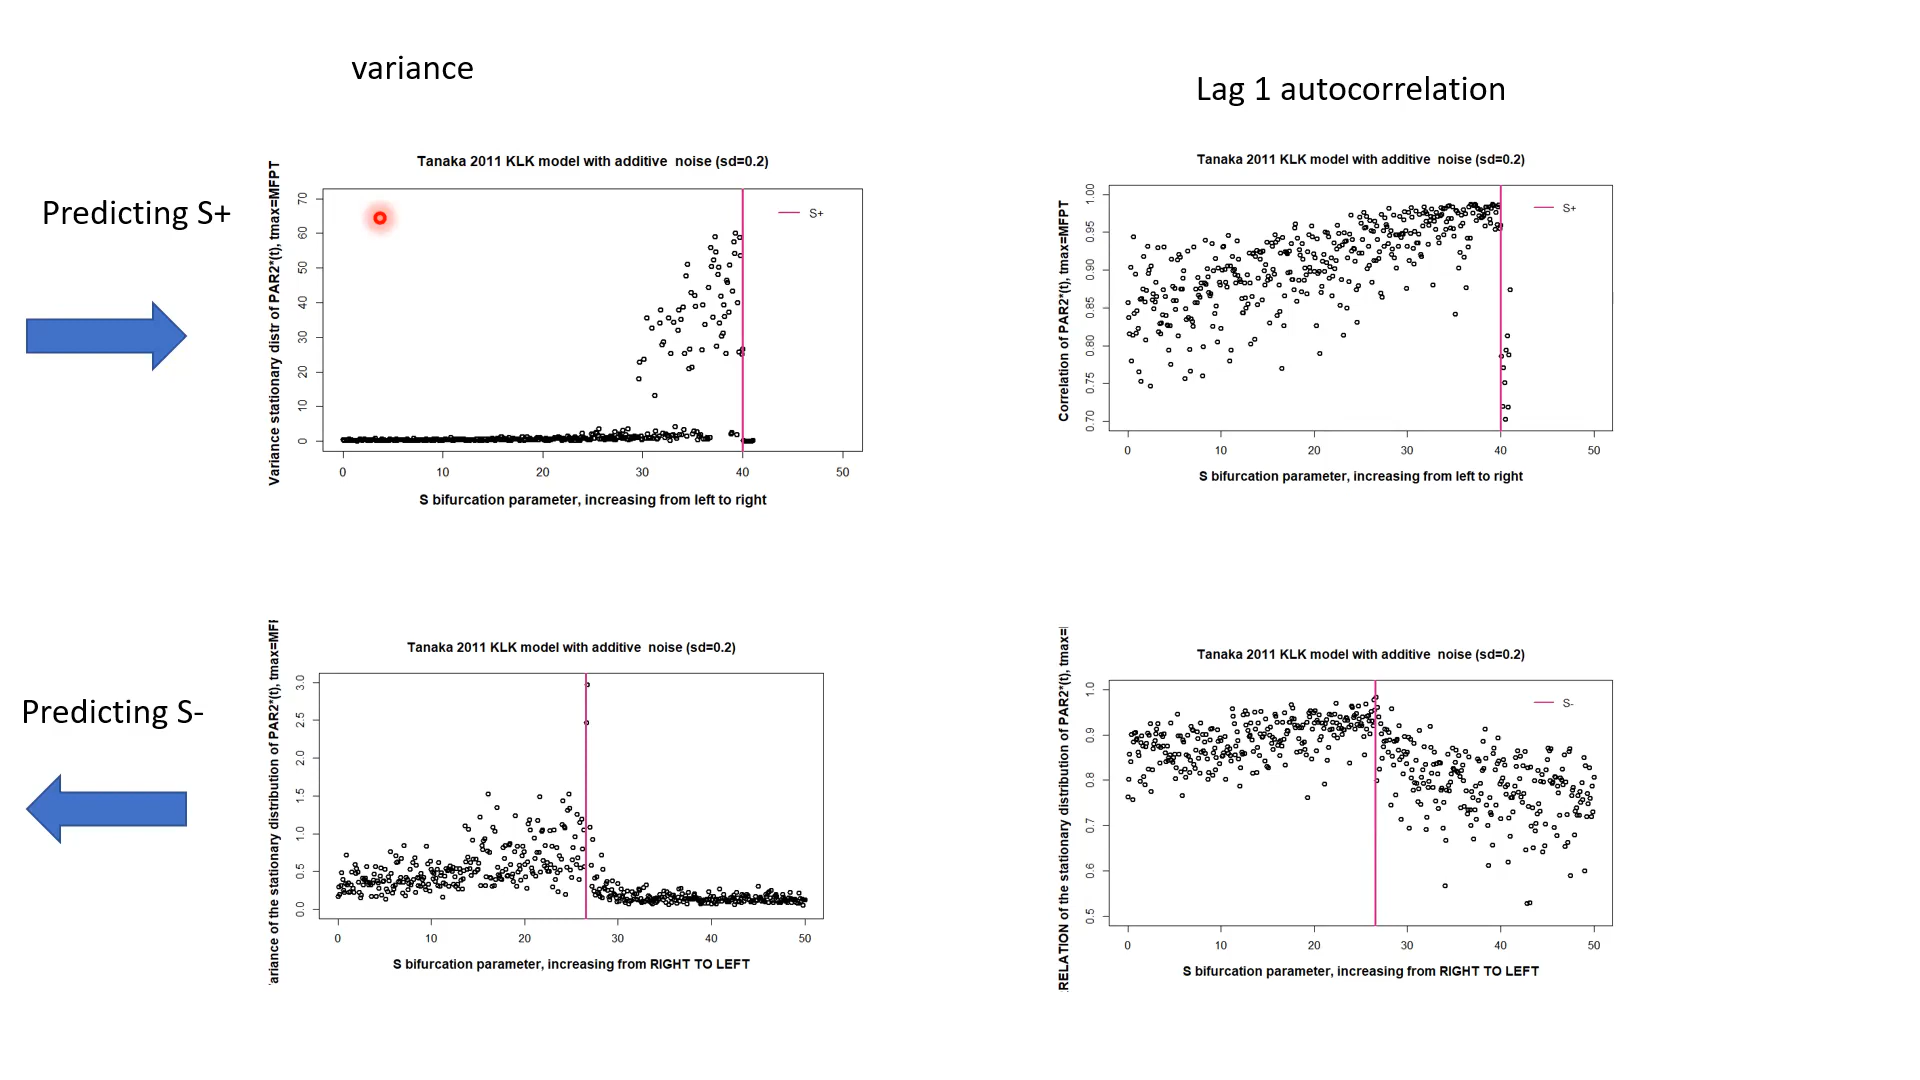 variance
Lag 1 autocorrelation
Predicting S+
Tanaka 2011 KLK model with additive noise (sd=0.2)
Variance stationary distr of PAR2*(t), tmax=MFPT
70
60
50
40
30
20
10
0
S+
0 10 20 30 40 50
S bifurcation parameter, increasing from left to right
Tanaka 2011 KLK model with additive noise (sd=0.2)
Correlation of PAR2*(t), tmax=MFPT
1.00
0.95
0.90
0.85
0.80
0.75
0.70
S+
0 10 20 30 40 50
S bifurcation parameter, increasing from left to right
Predicting S-
Tanaka 2011 KLK model with additive noise (sd=0.2)
ariance of the stationary distribution of PAR2*(t), tmax=MF
3.0
2.5
2.0
1.5
1.0
0.5
0.0
0 10 20 30 40 50
S bifurcation parameter, increasing from RIGHT TO LEFT
Tanaka 2011 KLK model with additive noise (sd=0.2)
RELATION of the stationary distribution of PAR2*(t), tmax=
1.0
0.9
0.8
0.7
0.6
0.5
S-
0 10 20 30 40 50
S bifurcation parameter, increasing from RIGHT TO LEFT